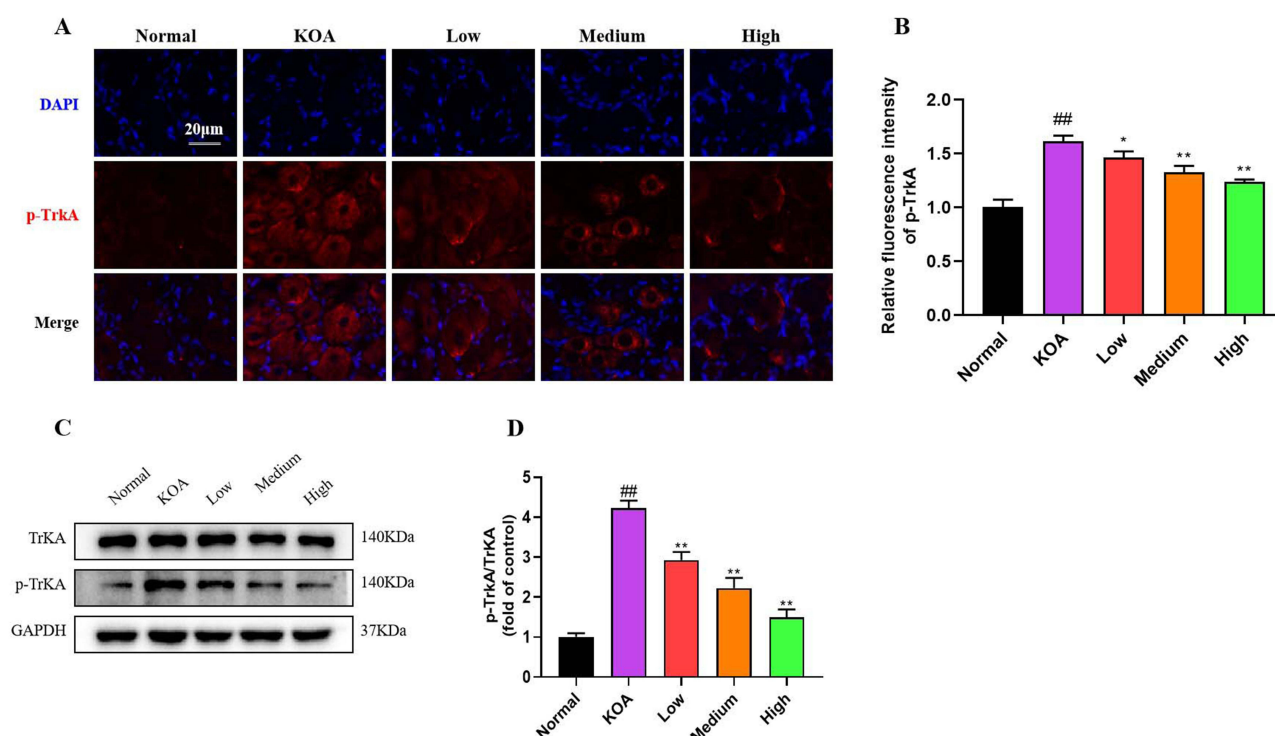 A
Normal KOA Low Medium High
DAPI
20μm
p-TrKA
Merge
B
Relative fluorescence intensity
of p-TrkA
2.0
1.5
1.0
0.5
0.0
##
*
**
**
Normal
KOA
Low
Medium
High
C
Normal
KOA
Low
Medium
High
TrKA 140KDa
p-TrKA 140KDa
GAPDH 37KDa
D
p-TrkA/TrKA
(fold of control)
5
4
3
2
1
0
##
**
**
**
Normal
KOA
Low
Medium
High